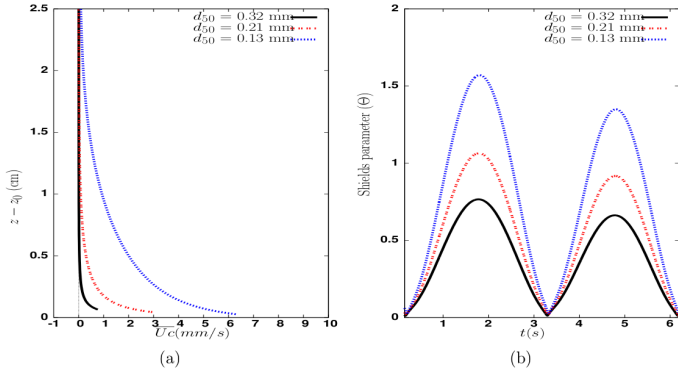 2.5
2
1.5
1
0.5
0
-1 0 1 2 3 4 5 6 7 8 9 10
z − z₀ (cm)
U̅c̅(mm/s)
d₅₀ = 0.32 mm
d₅₀ = 0.21 mm
d₅₀ = 0.13 mm
(a)
2
1.5
1
0.5
0
1 2 3 4 5 6
Shields parameter (Θ)
t(s)
d₅₀ = 0.32 mm
d₅₀ = 0.21 mm
d₅₀ = 0.13 mm
(b)